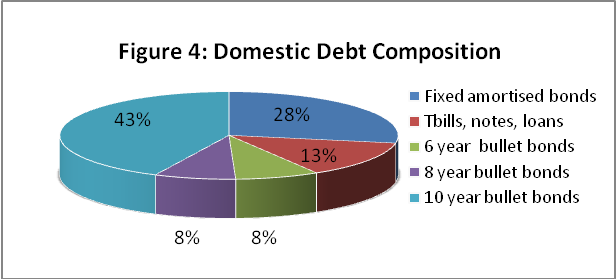 Figure 4: Domestic Debt Composition
43%
28%
13%
8%
8%
Fixed amortised bonds
Tbills, notes, loans
6 year bullet bonds
8 year bullet bonds
10 year bullet bonds